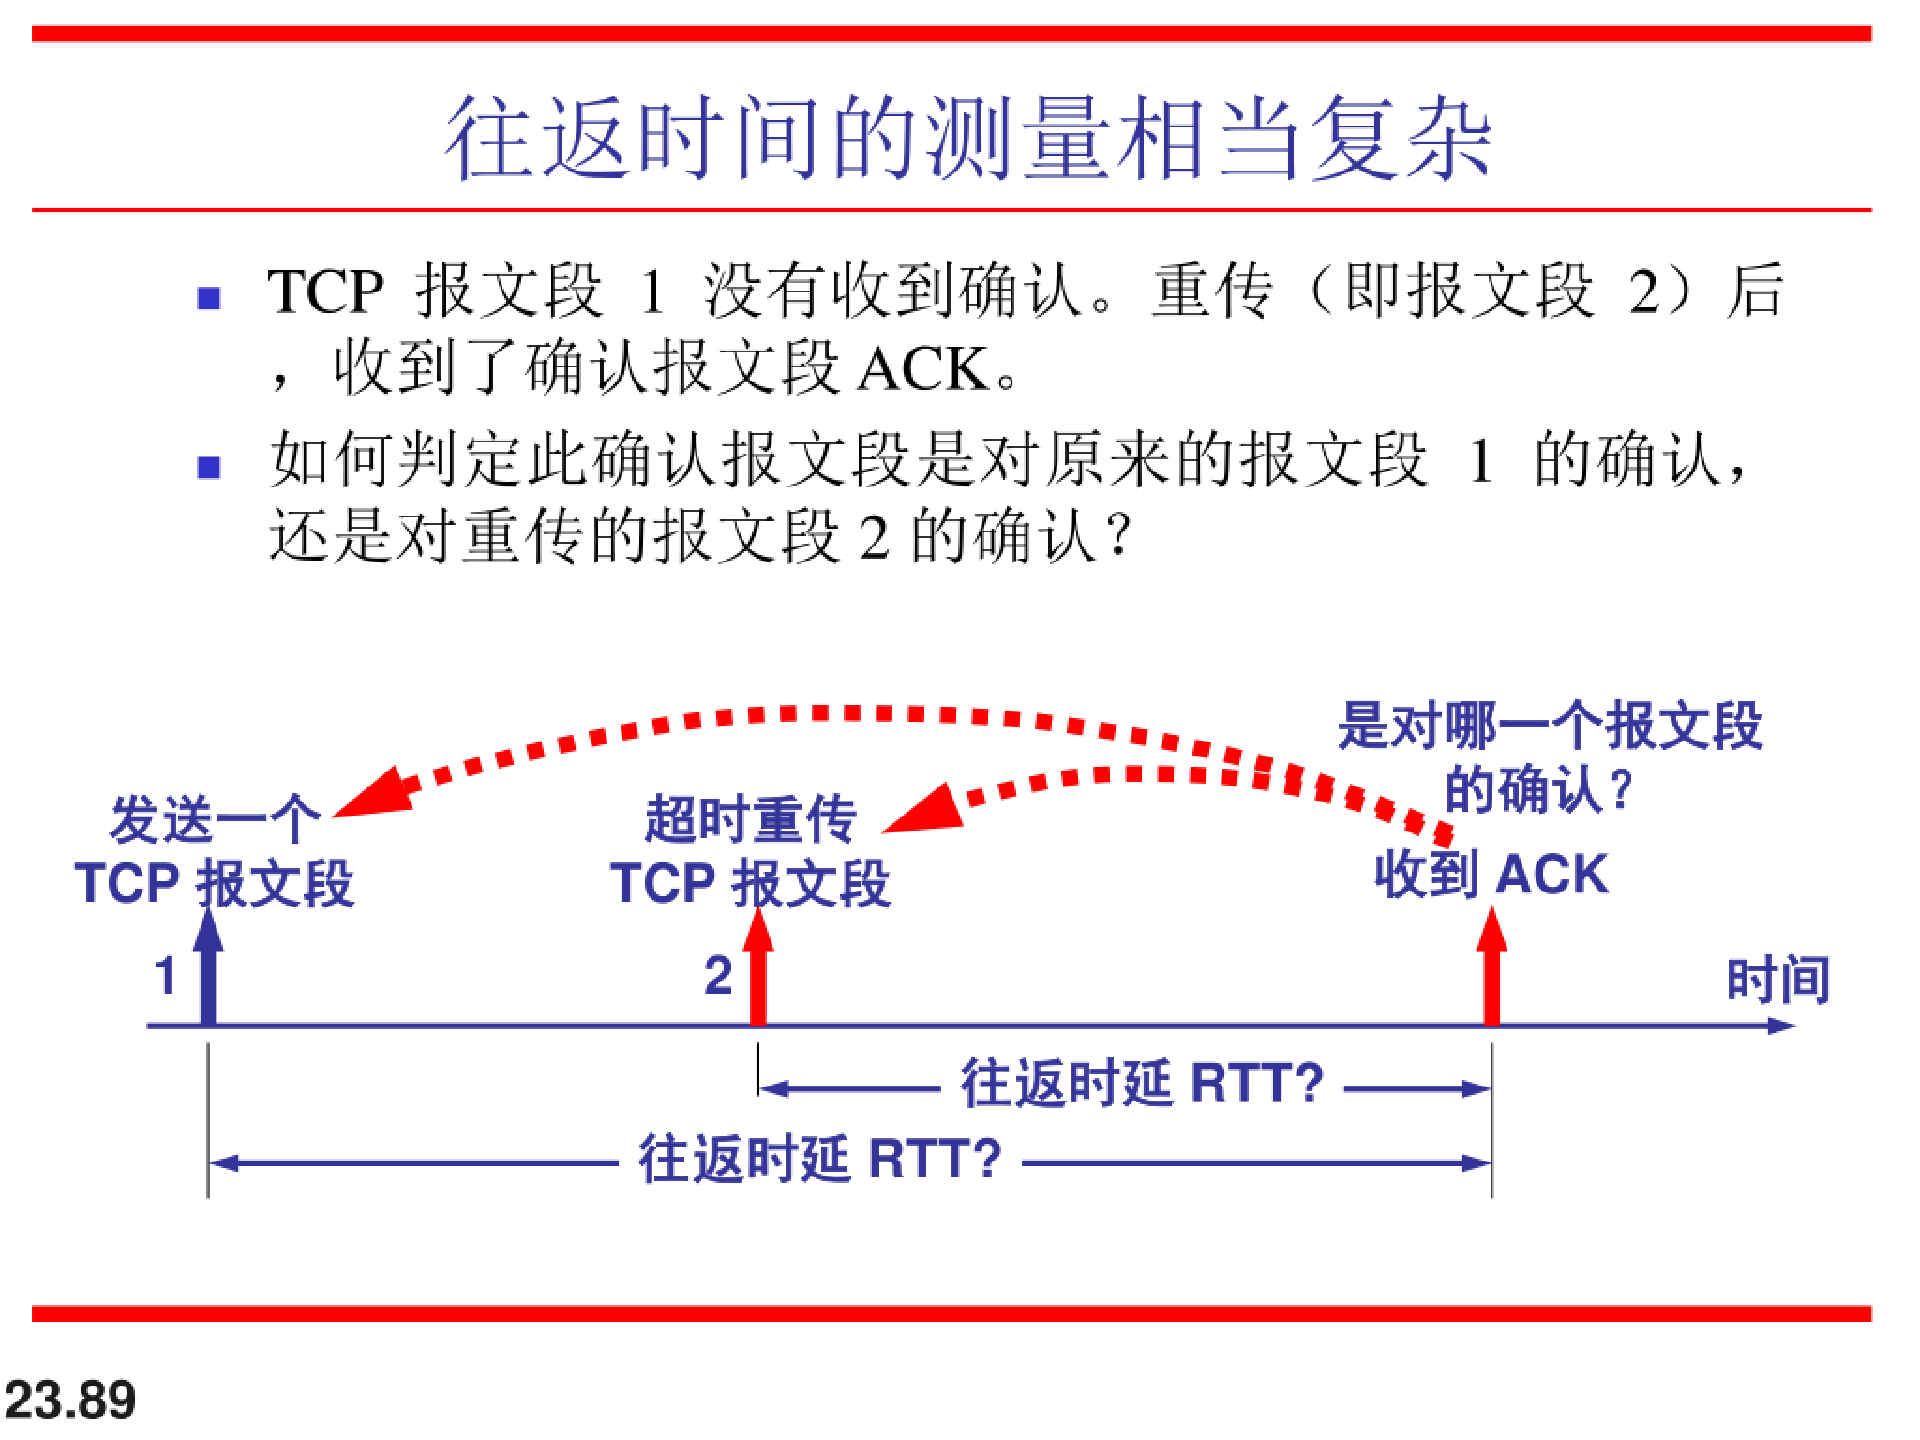 往返时间的测量相当复杂
TCP 报文段 1 没有收到确认。重传（即报文段 2）后
，收到了确认报文段 ACK。
如何判定此确认报文段是对原来的报文段 1 的确认，
还是对重传的报文段 2 的确认？
是对哪一个报文段
的确认？
发送一个
TCP 报文段
超时重传
TCP 报文段
收到 ACK
1
2
时间
往返时延 RTT?
往返时延 RTT?
23.89